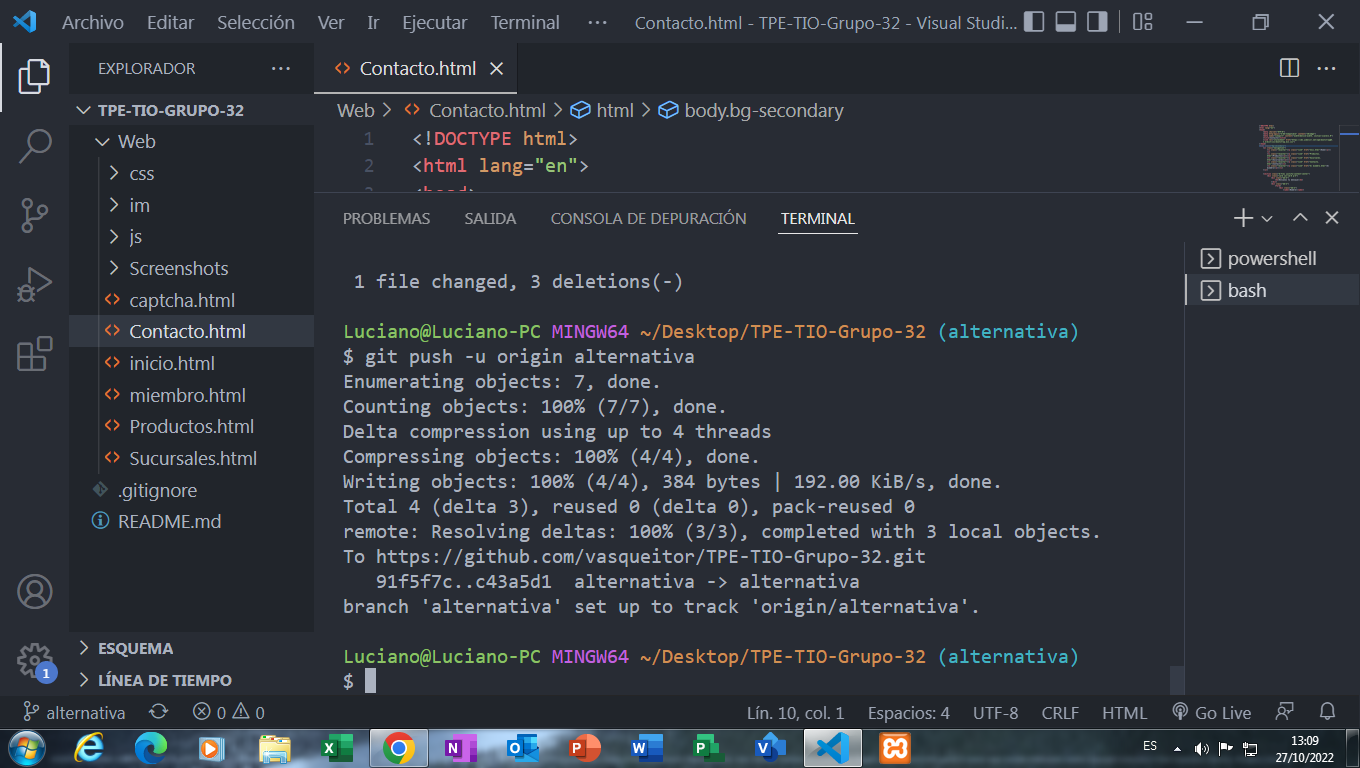 Archivo Editar Selección Ver Ir Ejecutar Terminal ··· Contacto.html - TPE-TIO-Grupo-32 - Visual Studi...
EXPLORADOR ···
Contacto.html
TPE-TIO-GRUPO-32
Web
css
im
js
Screenshots
captcha.html
Contacto.html
inicio.html
miembro.html
Productos.html
Sucursales.html
.gitignore
README.md
ESQUEMA
LÍNEA DE TIEMPO
1
Web > Contacto.html > html > body.bg-secondary
1 <!DOCTYPE html>
2 <html lang="en">
3 <head>
PROBLEMAS SALIDA CONSOLA DE DEPURACIÓN TERMINAL
powershell
bash
1 file changed, 3 deletions(-)
Luciano@Luciano-PC MINGW64 ~/Desktop/TPE-TIO-Grupo-32 (alternativa)
$ git push -u origin alternativa
Enumerating objects: 7, done.
Counting objects: 100% (7/7), done.
Delta compression using up to 4 threads
Compressing objects: 100% (4/4), done.
Writing objects: 100% (4/4), 384 bytes | 192.00 KiB/s, done.
Total 4 (delta 3), reused 0 (delta 0), pack-reused 0
remote: Resolving deltas: 100% (3/3), completed with 3 local objects.
To https://github.com/vasqueitor/TPE-TIO-Grupo-32.git
91f5f7c..c43a5d1 alternativa -> alternativa
branch 'alternativa' set up to track 'origin/alternativa'.
Luciano@Luciano-PC MINGW64 ~/Desktop/TPE-TIO-Grupo-32 (alternativa)
$
alternativa 0 0 Lín. 10, col. 1 Espacios: 4 UTF-8 CRLF HTML Go Live
ES 13:09
27/10/2022